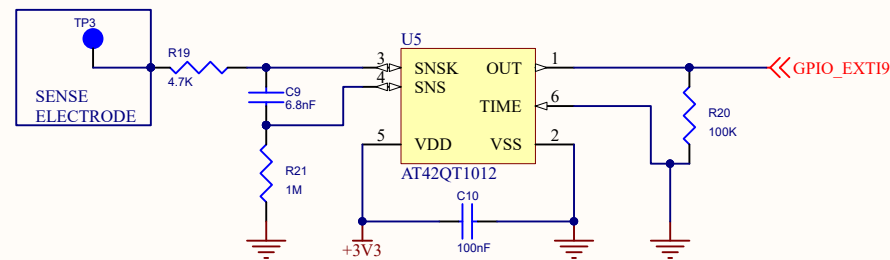 TP3
SENSE
ELECTRODE
R19
4.7K
C9
6.8nF
R21
1M
U5
3
SNSK
OUT
1
4
SNS
TIME
6
5
VDD
VSS
2
AT42QT1012
C10
100nF
+3V3
GPIO_EXTI9
R20
100K